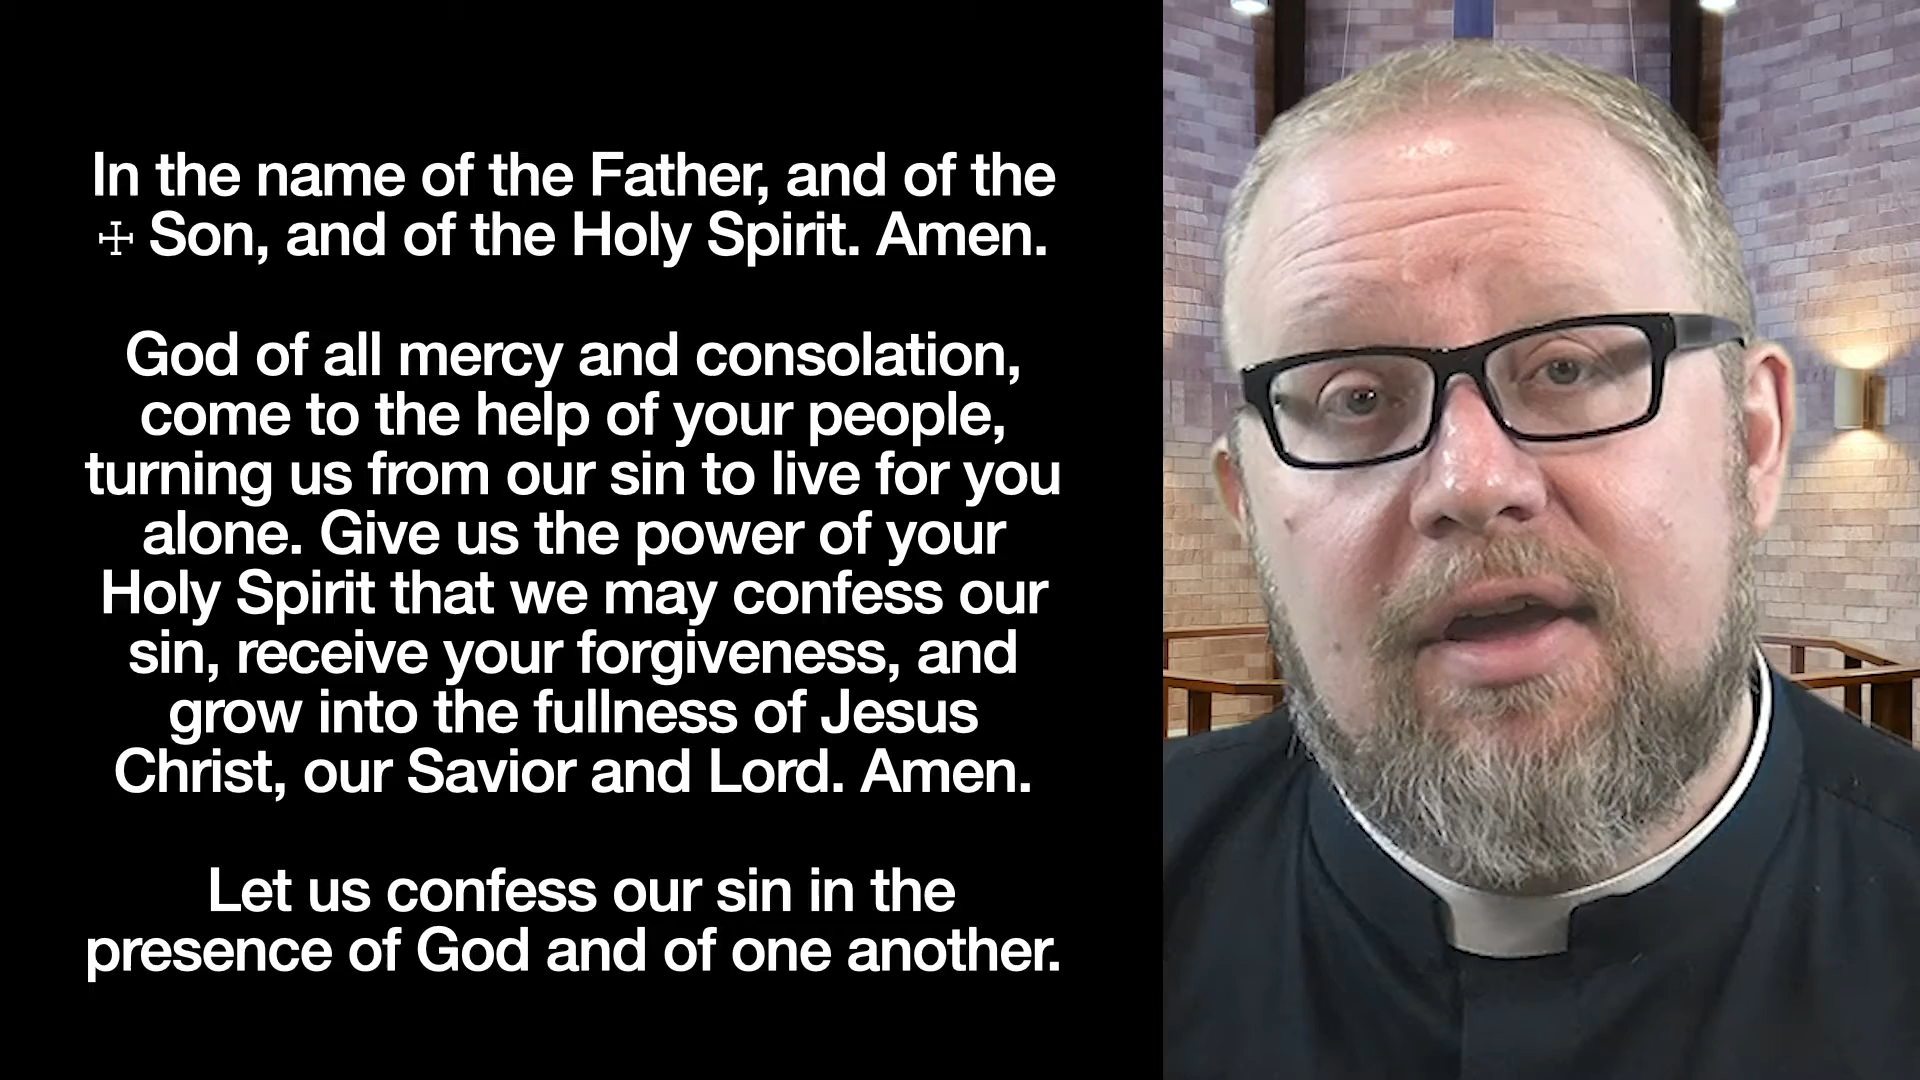 In the name of the Father, and of the
☩ Son, and of the Holy Spirit. Amen.
God of all mercy and consolation,
come to the help of your people,
turning us from our sin to live for you
alone. Give us the power of your
Holy Spirit that we may confess our
sin, receive your forgiveness, and
grow into the fullness of Jesus
Christ, our Savior and Lord. Amen.
Let us confess our sin in the
presence of God and of one another.